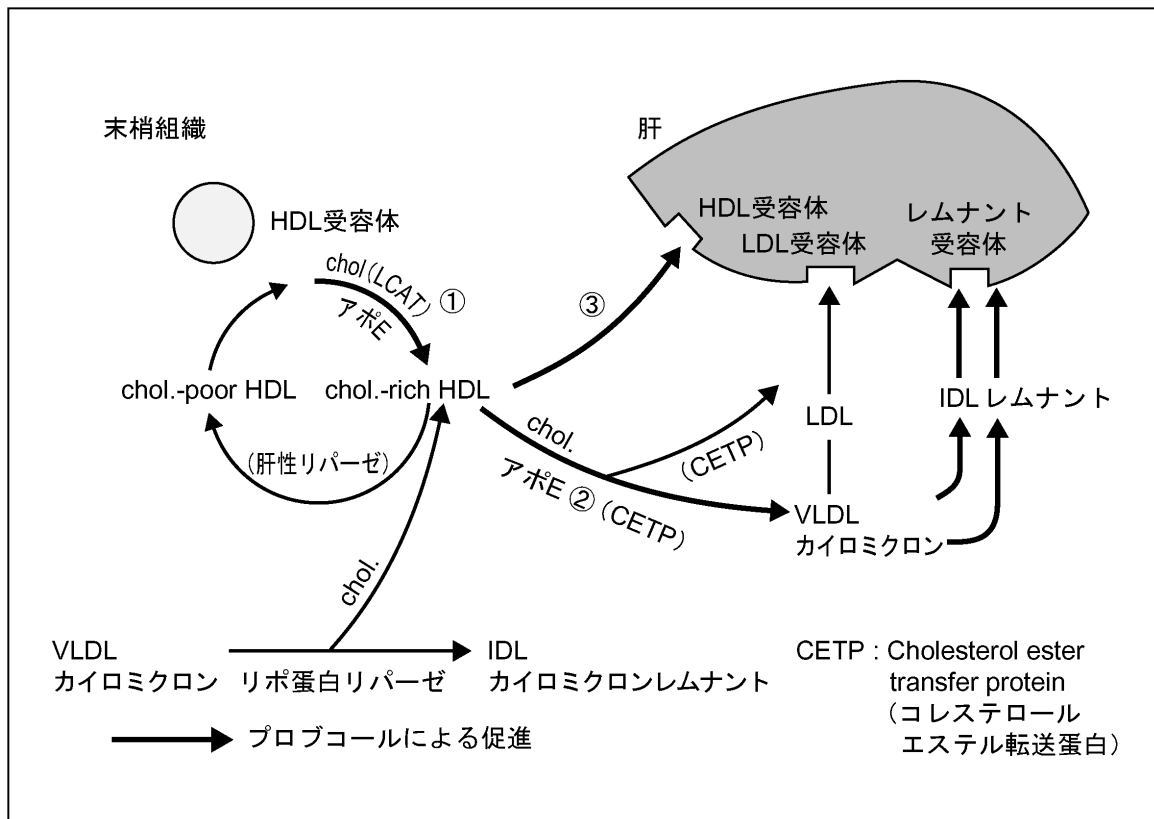 末梢組織
肝
HDL受容体
HDL受容体
LDL受容体
レムナント
受容体
chol(LCAT) ①
アポE
③
chol.-poor HDL
chol.-rich HDL
(肝性リパーゼ)
chol.
アポE ② (CETP)
(CETP)
LDL
IDL レムナント
VLDL
カイロミクロン
chol.
VLDL
カイロミクロン
リポ蛋白リパーゼ
IDL
カイロミクロンレムナント
プロブコールによる促進
CETP : Cholesterol ester
transfer protein
（コレステロール
エステル転送蛋白）